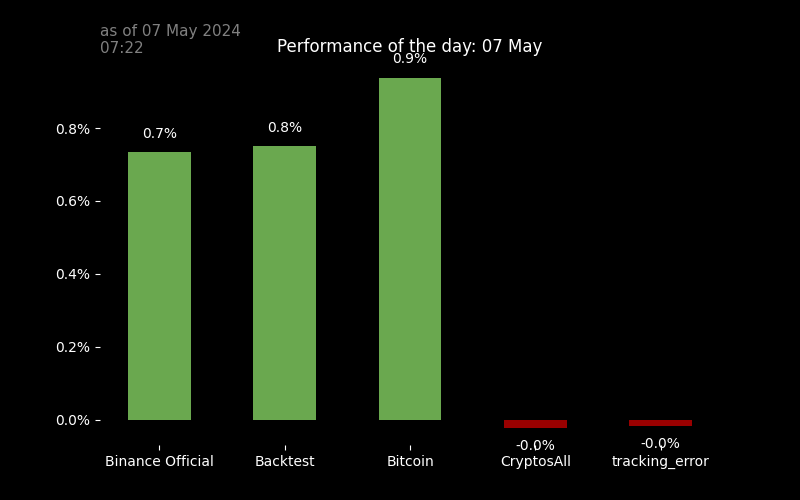 as of 07 May 2024
07:22
Performance of the day: 07 May
0.9%
0.8%
0.7%
0.8%
0.6%
0.4%
0.2%
0.0%
-0.0%
-0.0%
Binance Official
Backtest
Bitcoin
CryptosAll
tracking_error